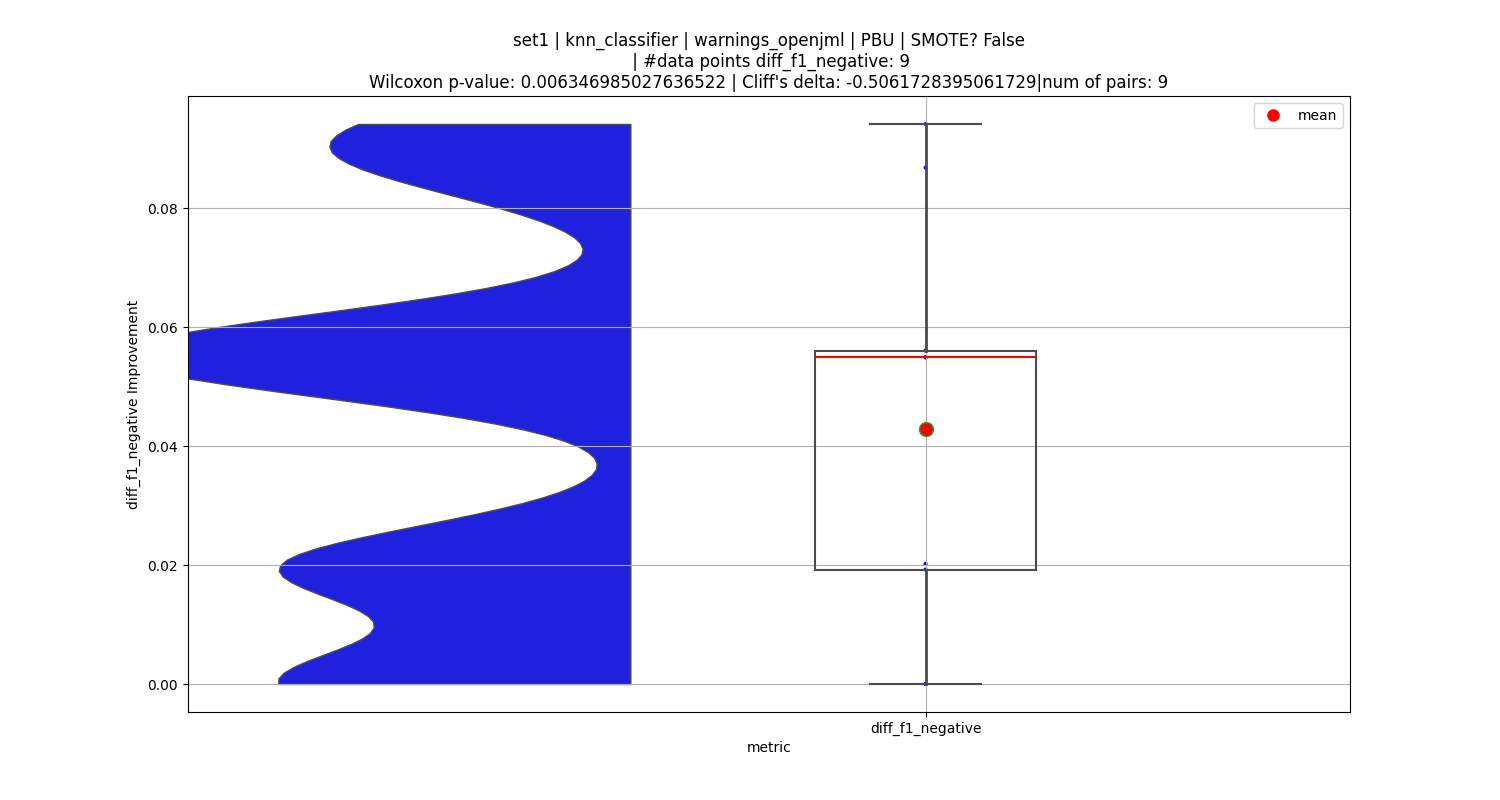 set1 | knn_classifier | warnings_openjml | PBU | SMOTE? False
| #data points diff_f1_negative: 9
Wilcoxon p-value: 0.006346985027636522 | Cliff's delta: -0.5061728395061729|num of pairs: 9
mean
diff_f1_negative Improvement
0.08
0.06
0.04
0.02
0.00
diff_f1_negative
metric